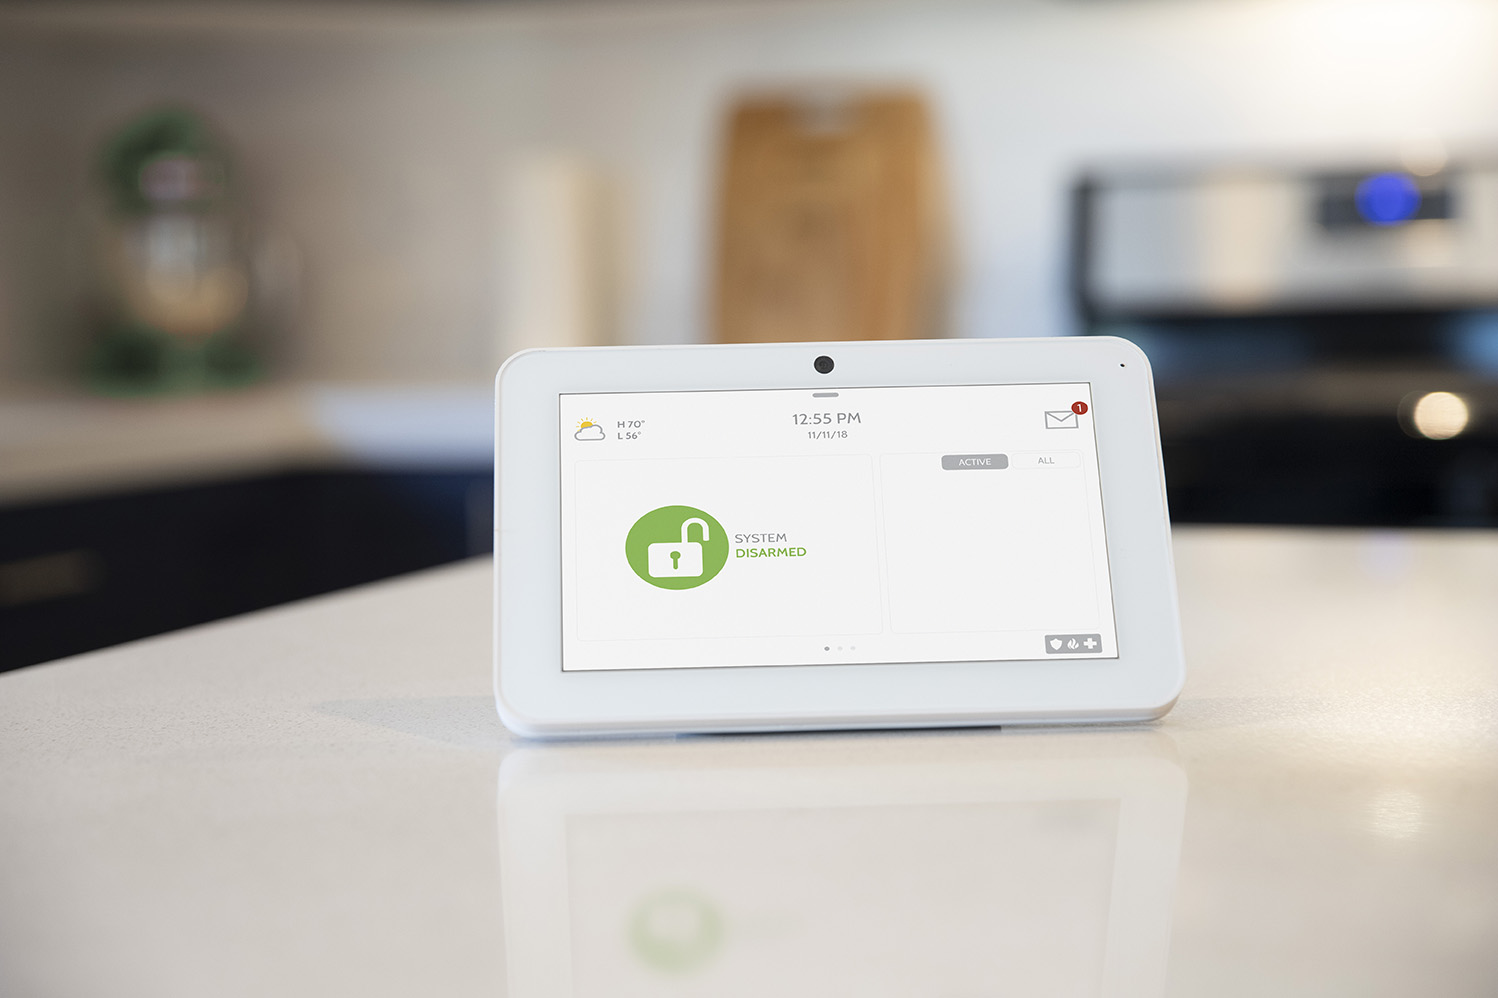 H 70°
L 56°
12:55 PM
11/11/18
1
ACTIVE
ALL
SYSTEM
DISARMED